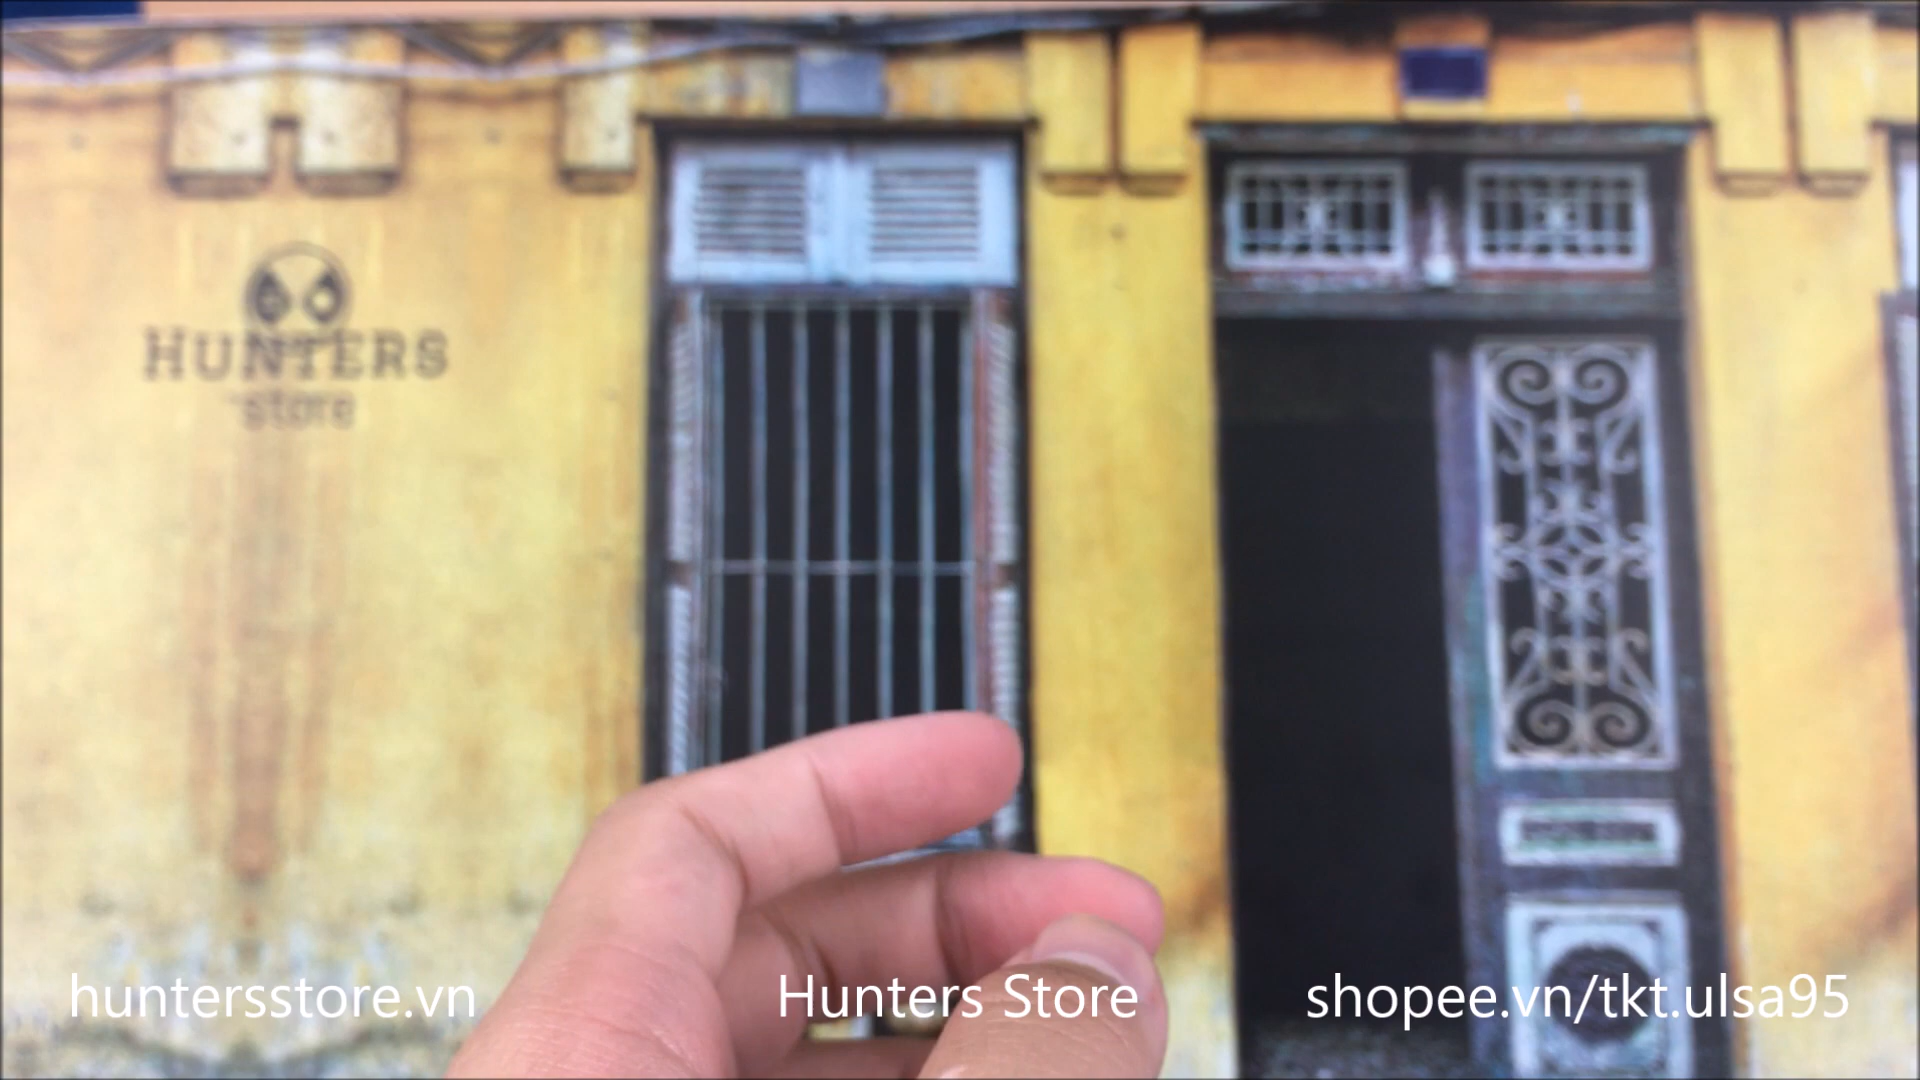 HUNTERS
store
huntersstore.vn
Hunters Store
shopee.vn/tkt.ulsa95